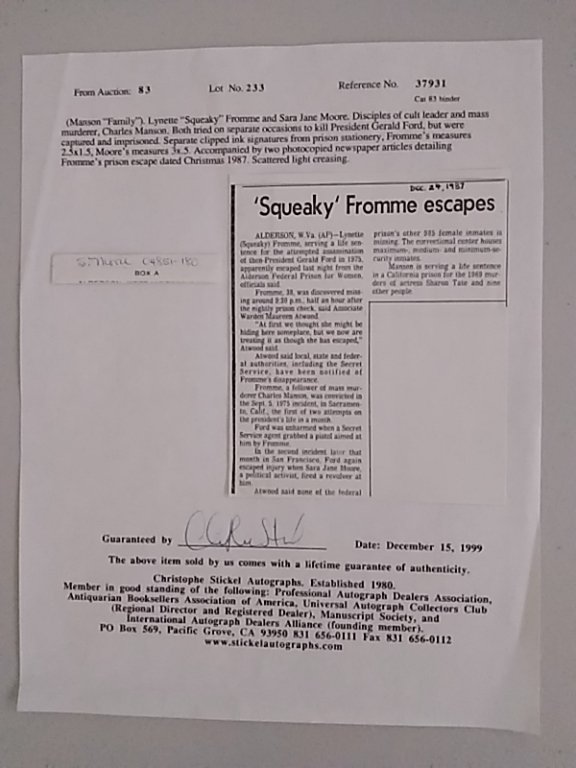 From Auction: 83 Lot No. 233 Reference No. 37931
Cat 83 binder
(Manson "Family"). Lynette "Squeaky" Fromme and Sara Jane Moore. Disciples of cult leader and mass
murderer, Charles Manson. Both tried on separate occasions to kill President Gerald Ford, but were
captured and imprisoned. Separate clipped ink signatures from prison stationery, Fromme's measures
2.5x1.5, Moore's measures 3x.5. Accompanied by two photocopied newspaper articles detailing
Fromme's prison escape dated Christmas 1987. Scattered light creasing.
S. Moore 04851-180
BOX A
DEC. 24, 1987
'Squeaky' Fromme escapes
ALDERSON, W.Va. (AP)—Lynette
(Squeaky) Fromme, serving a life sen-
tence for the attempted assassination
of then-President Gerald Ford in 1975,
apparently escaped last night from the
Alderson Federal Prison for Women,
officials said.
Fromme, 39, was discovered miss-
ing around 9:30 p.m., half an hour after
the nightly prison check, said Associate
Warden Maureen Atwood.
"At first we thought she might be
hiding here someplace, but we now are
treating it as though she has escaped,"
Atwood said.
Atwood said local, state and feder-
al authorities, including the Secret
Service, have been notified of
Fromme's disappearance.
Fromme, a follower of mass mur-
derer Charles Manson, was convicted in
the Sept. 5, 1975 incident, in Sacramen-
to, Calif., the first of two attempts on
the president's life in a month.
Ford was unharmed when a Secret
Service agent grabbed a pistol aimed at
him by Fromme.
In the second incident later that
month in San Francisco, Ford again
escaped injury when Sara Jane Moore,
a political activist, fired a revolver at
him.
Atwood said none of the federal
prison's other female inmates is
missing. The correctional center houses
maximum-, medium- and minimum-se-
curity inmates.
Manson is serving a life sentence
in a California prison for the 1969 mur-
ders of actress Sharon Tate and nine
other people.
Guaranteed by Date: December 15, 1999
The above item sold by us comes with a lifetime guarantee of authenticity.
Christophe Stickel Autographs. Established 1980.
Member in good standing of the following: Professional Autograph Dealers Association,
Antiquarian Booksellers Association of America, Universal Autograph Collectors Club
(Regional Director and Registered Dealer), Manuscript Society, and
International Autograph Dealers Alliance (founding member).
PO Box 569, Pacific Grove, CA 93950 831 656-0111 Fax 831 656-0112
www.stickelautographs.com